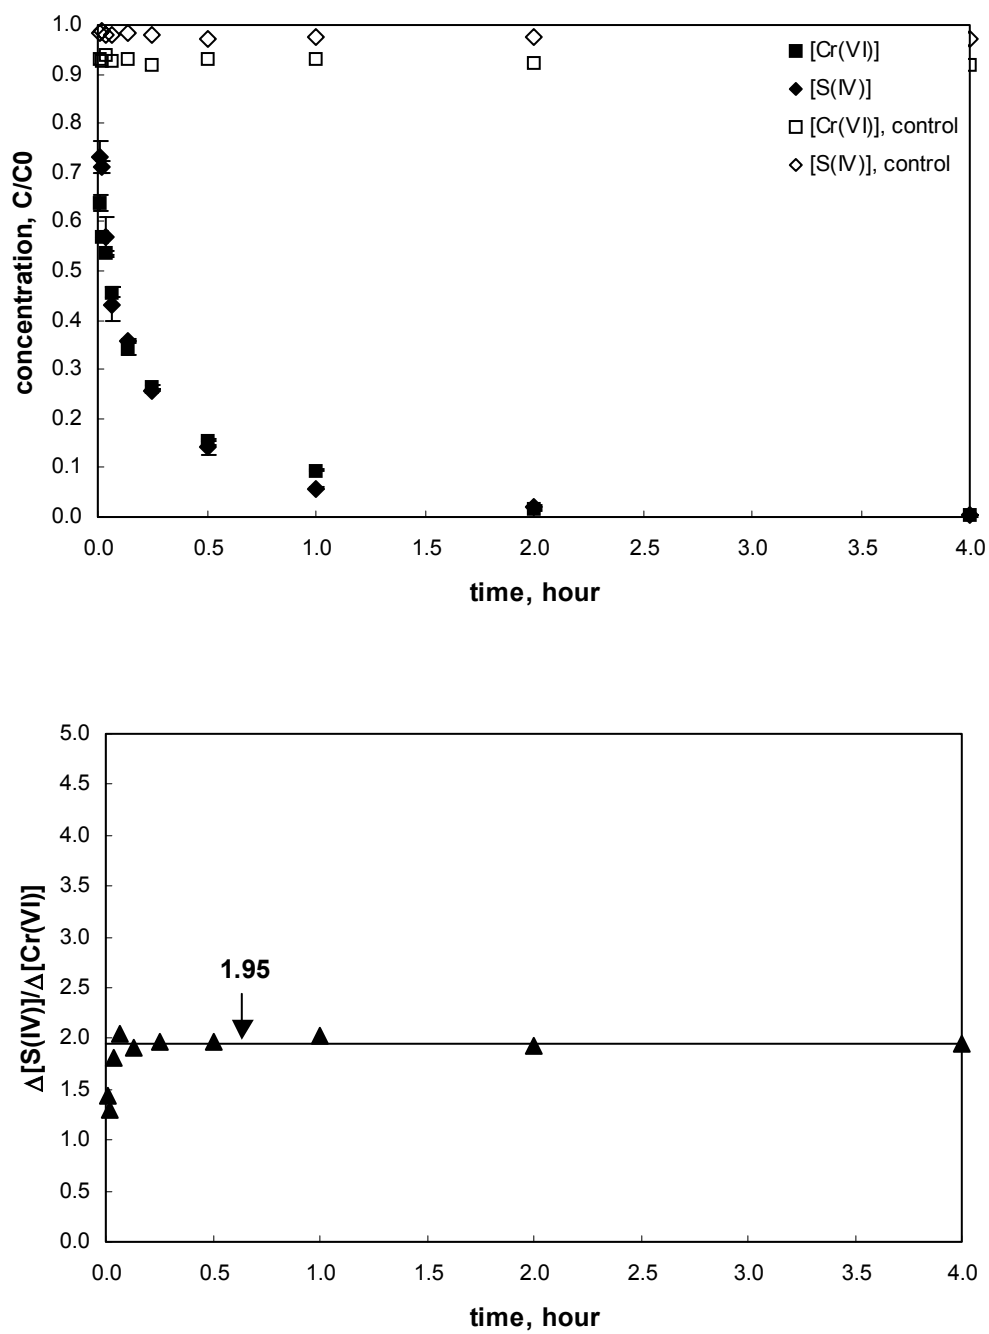 1.0
0.9
0.8
0.7
0.6
0.5
0.4
0.3
0.2
0.1
0.0
concentration, C/C0
[Cr(VI)]
[S(IV)]
[Cr(VI)], control
[S(IV)], control
0.0 0.5 1.0 1.5 2.0 2.5 3.0 3.5 4.0
time, hour
5.0
4.5
4.0
3.5
3.0
2.5
2.0
1.5
1.0
0.5
0.0
Δ[S(IV)]/Δ[Cr(VI)]
1.95
0.0 0.5 1.0 1.5 2.0 2.5 3.0 3.5 4.0
time, hour